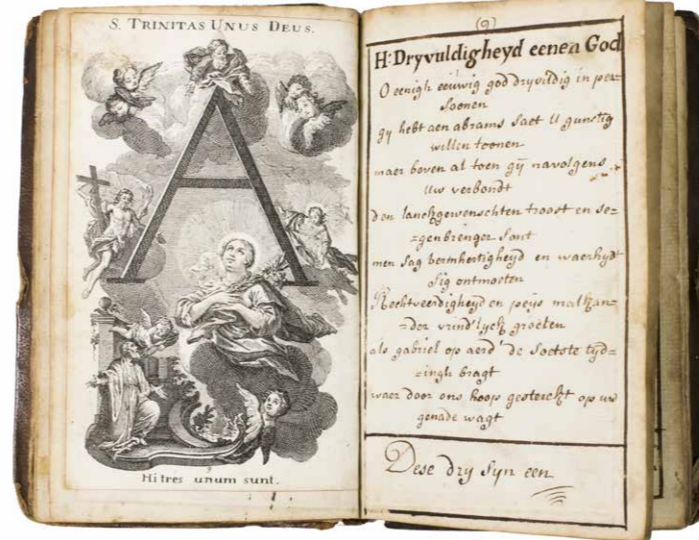 S. TRINITAS UNUS DEUS.
A
Hi tres unum sunt.
(9)
H: Dryvuldigheyd eenen God
O eenigh eeuwig god dryvuldig in per=
soonen
gy hebt aen abrams saet U gunstig
willen toonen
maer boven al toen gy navolgens
Uw verbondt
den lanckgewenschten troost en se=
=genbrenger sont
men sag bermhertigheyd en waerhyd
sig ontmoeten
Rechtveerdigheyd en peys malkan=
=der vrindlyck groeten
als gabriel op aerd' de soetste tyd=
=ingh bragt
waer door ons hoop gesterckt op uw
genade wagt
Dese dry syn een